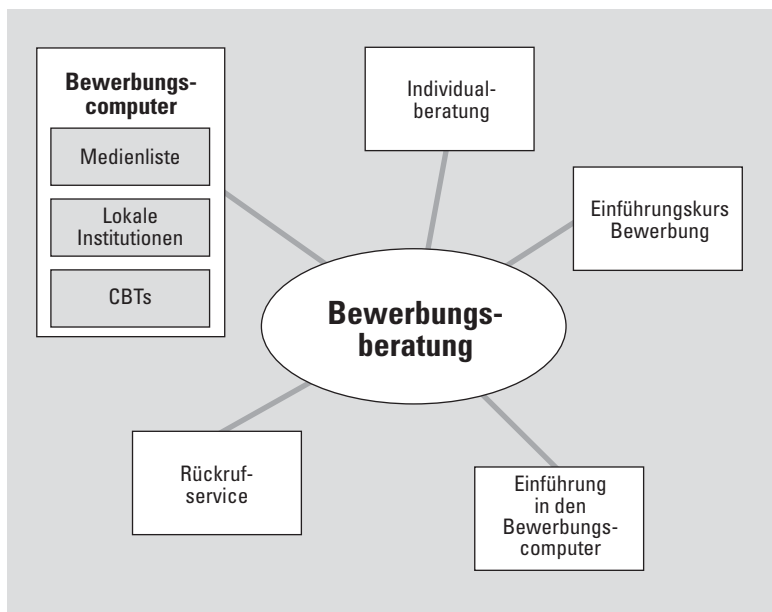 Bewerbungs-
computer
Medienliste
Lokale
Institutionen
CBTs
Individual-
beratung
Einführungskurs
Bewerbung
Bewerbungs-
beratung
Rückruf-
service
Einführung
in den
Bewerbungs-
computer